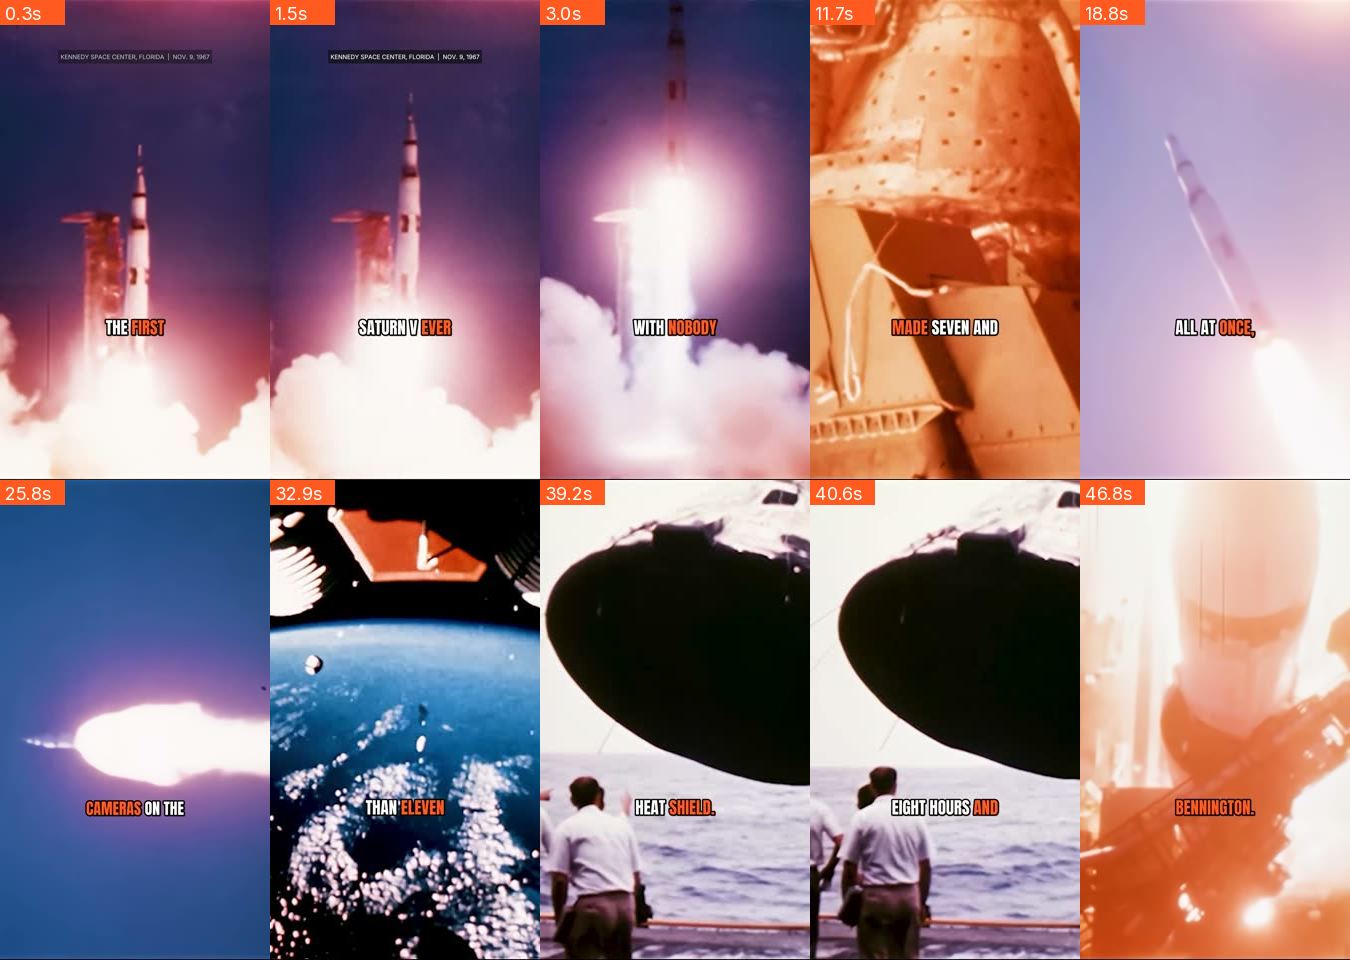 0.3s
KENNEDY SPACE CENTER, FLORIDA | NOV. 9, 1967
THE FIRST
1.5s
KENNEDY SPACE CENTER, FLORIDA | NOV. 9, 1967
SATURN V EVER
3.0s
WITH NOBODY
11.7s
MADE SEVEN AND
18.8s
ALL AT ONCE,
25.8s
CAMERAS ON THE
32.9s
THAN ELEVEN
39.2s
HEAT SHIELD.
40.6s
EIGHT HOURS AND
46.8s
BENNINGTON.